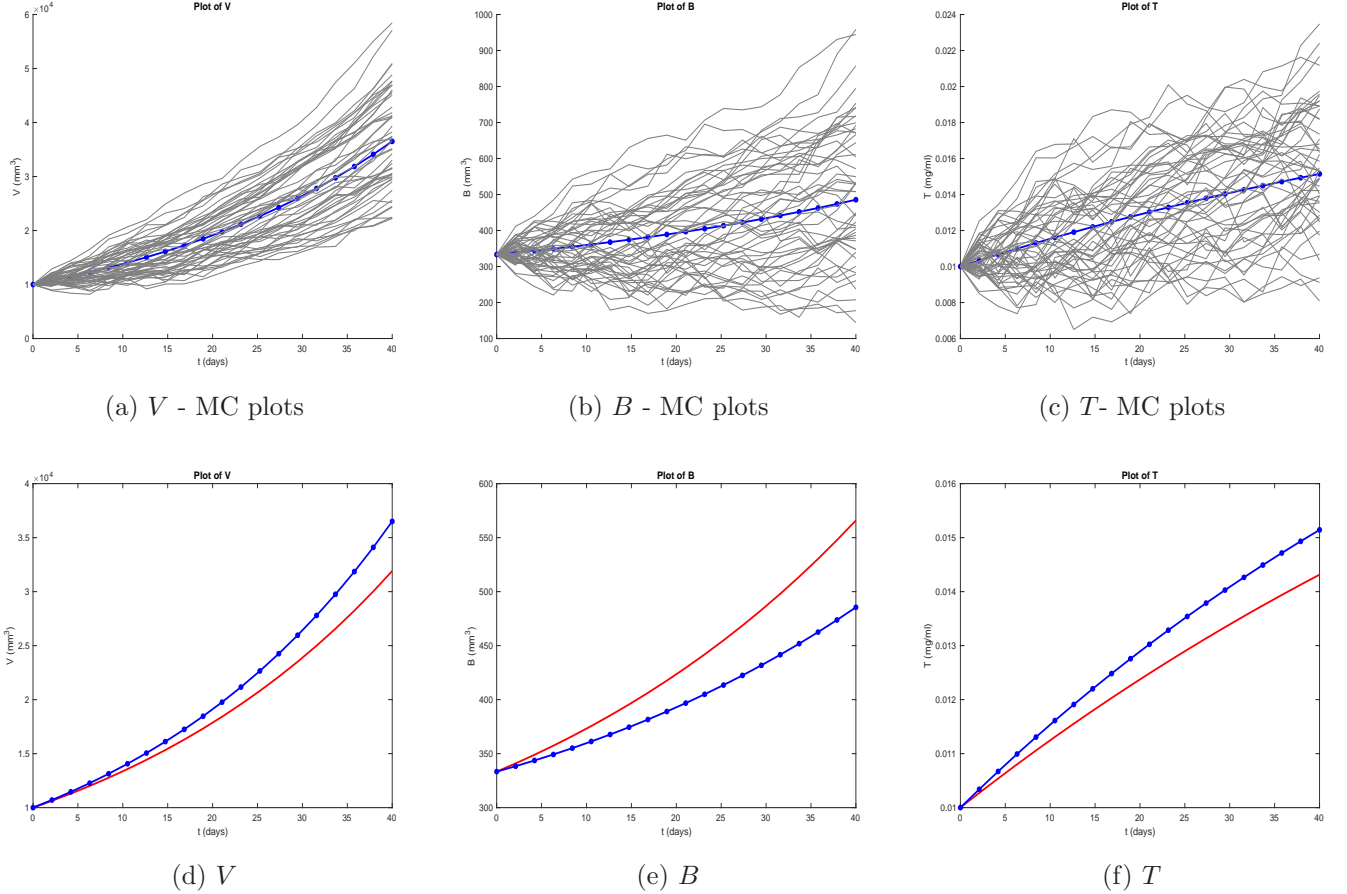 Plot of V
×10⁴
6
5
4
3
2
1
0
V (mm³)
0 5 10 15 20 25 30 35 40
t (days)
Plot of B
1000
900
800
700
600
500
400
300
200
100
B (mm³)
0 5 10 15 20 25 30 35 40
t (days)
Plot of T
0.024
0.022
0.02
0.018
0.016
0.014
0.012
0.01
0.008
0.006
T (mg/ml)
0 5 10 15 20 25 30 35 40
t (days)
(a) V - MC plots
(b) B - MC plots
(c) T- MC plots
Plot of V
×10⁴
4
3.5
3
2.5
2
1.5
1
V (mm³)
0 5 10 15 20 25 30 35 40
t (days)
Plot of B
600
550
500
450
400
350
300
B (mm³)
0 5 10 15 20 25 30 35 40
t (days)
Plot of T
0.016
0.015
0.014
0.013
0.012
0.011
0.01
T (mg/ml)
0 5 10 15 20 25 30 35 40
t (days)
(d) V
(e) B
(f) T